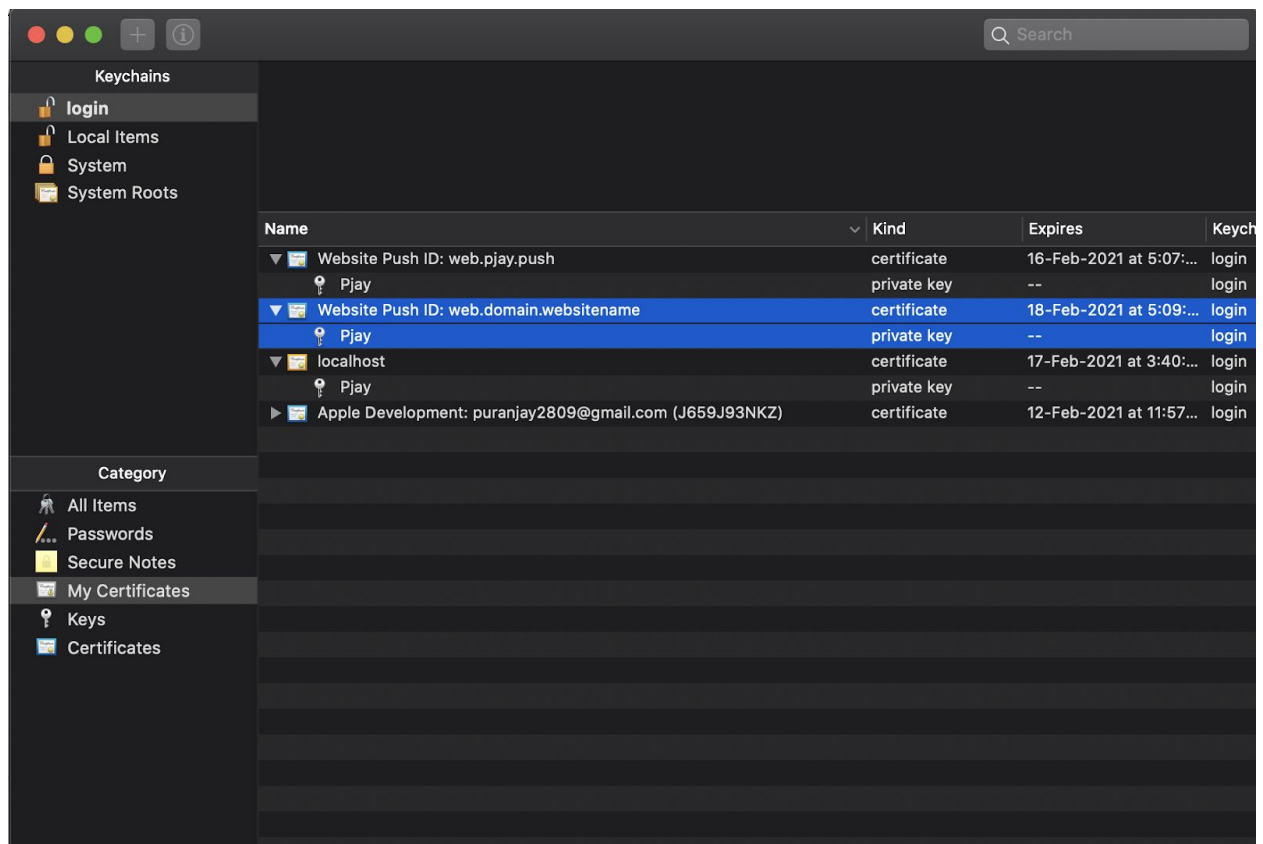 Search
Keychains
login
Local Items
System
System Roots
Name Kind Expires Keych
Website Push ID: web.pjay.push certificate 16-Feb-2021 at 5:07:... login
Pjay private key -- login
Website Push ID: web.domain.websitename certificate 18-Feb-2021 at 5:09:... login
Pjay private key -- login
localhost certificate 17-Feb-2021 at 3:40:... login
Pjay private key -- login
Apple Development: puranjay2809@gmail.com (J659J93NKZ) certificate 12-Feb-2021 at 11:57... login
Category
All Items
Passwords
Secure Notes
My Certificates
Keys
Certificates